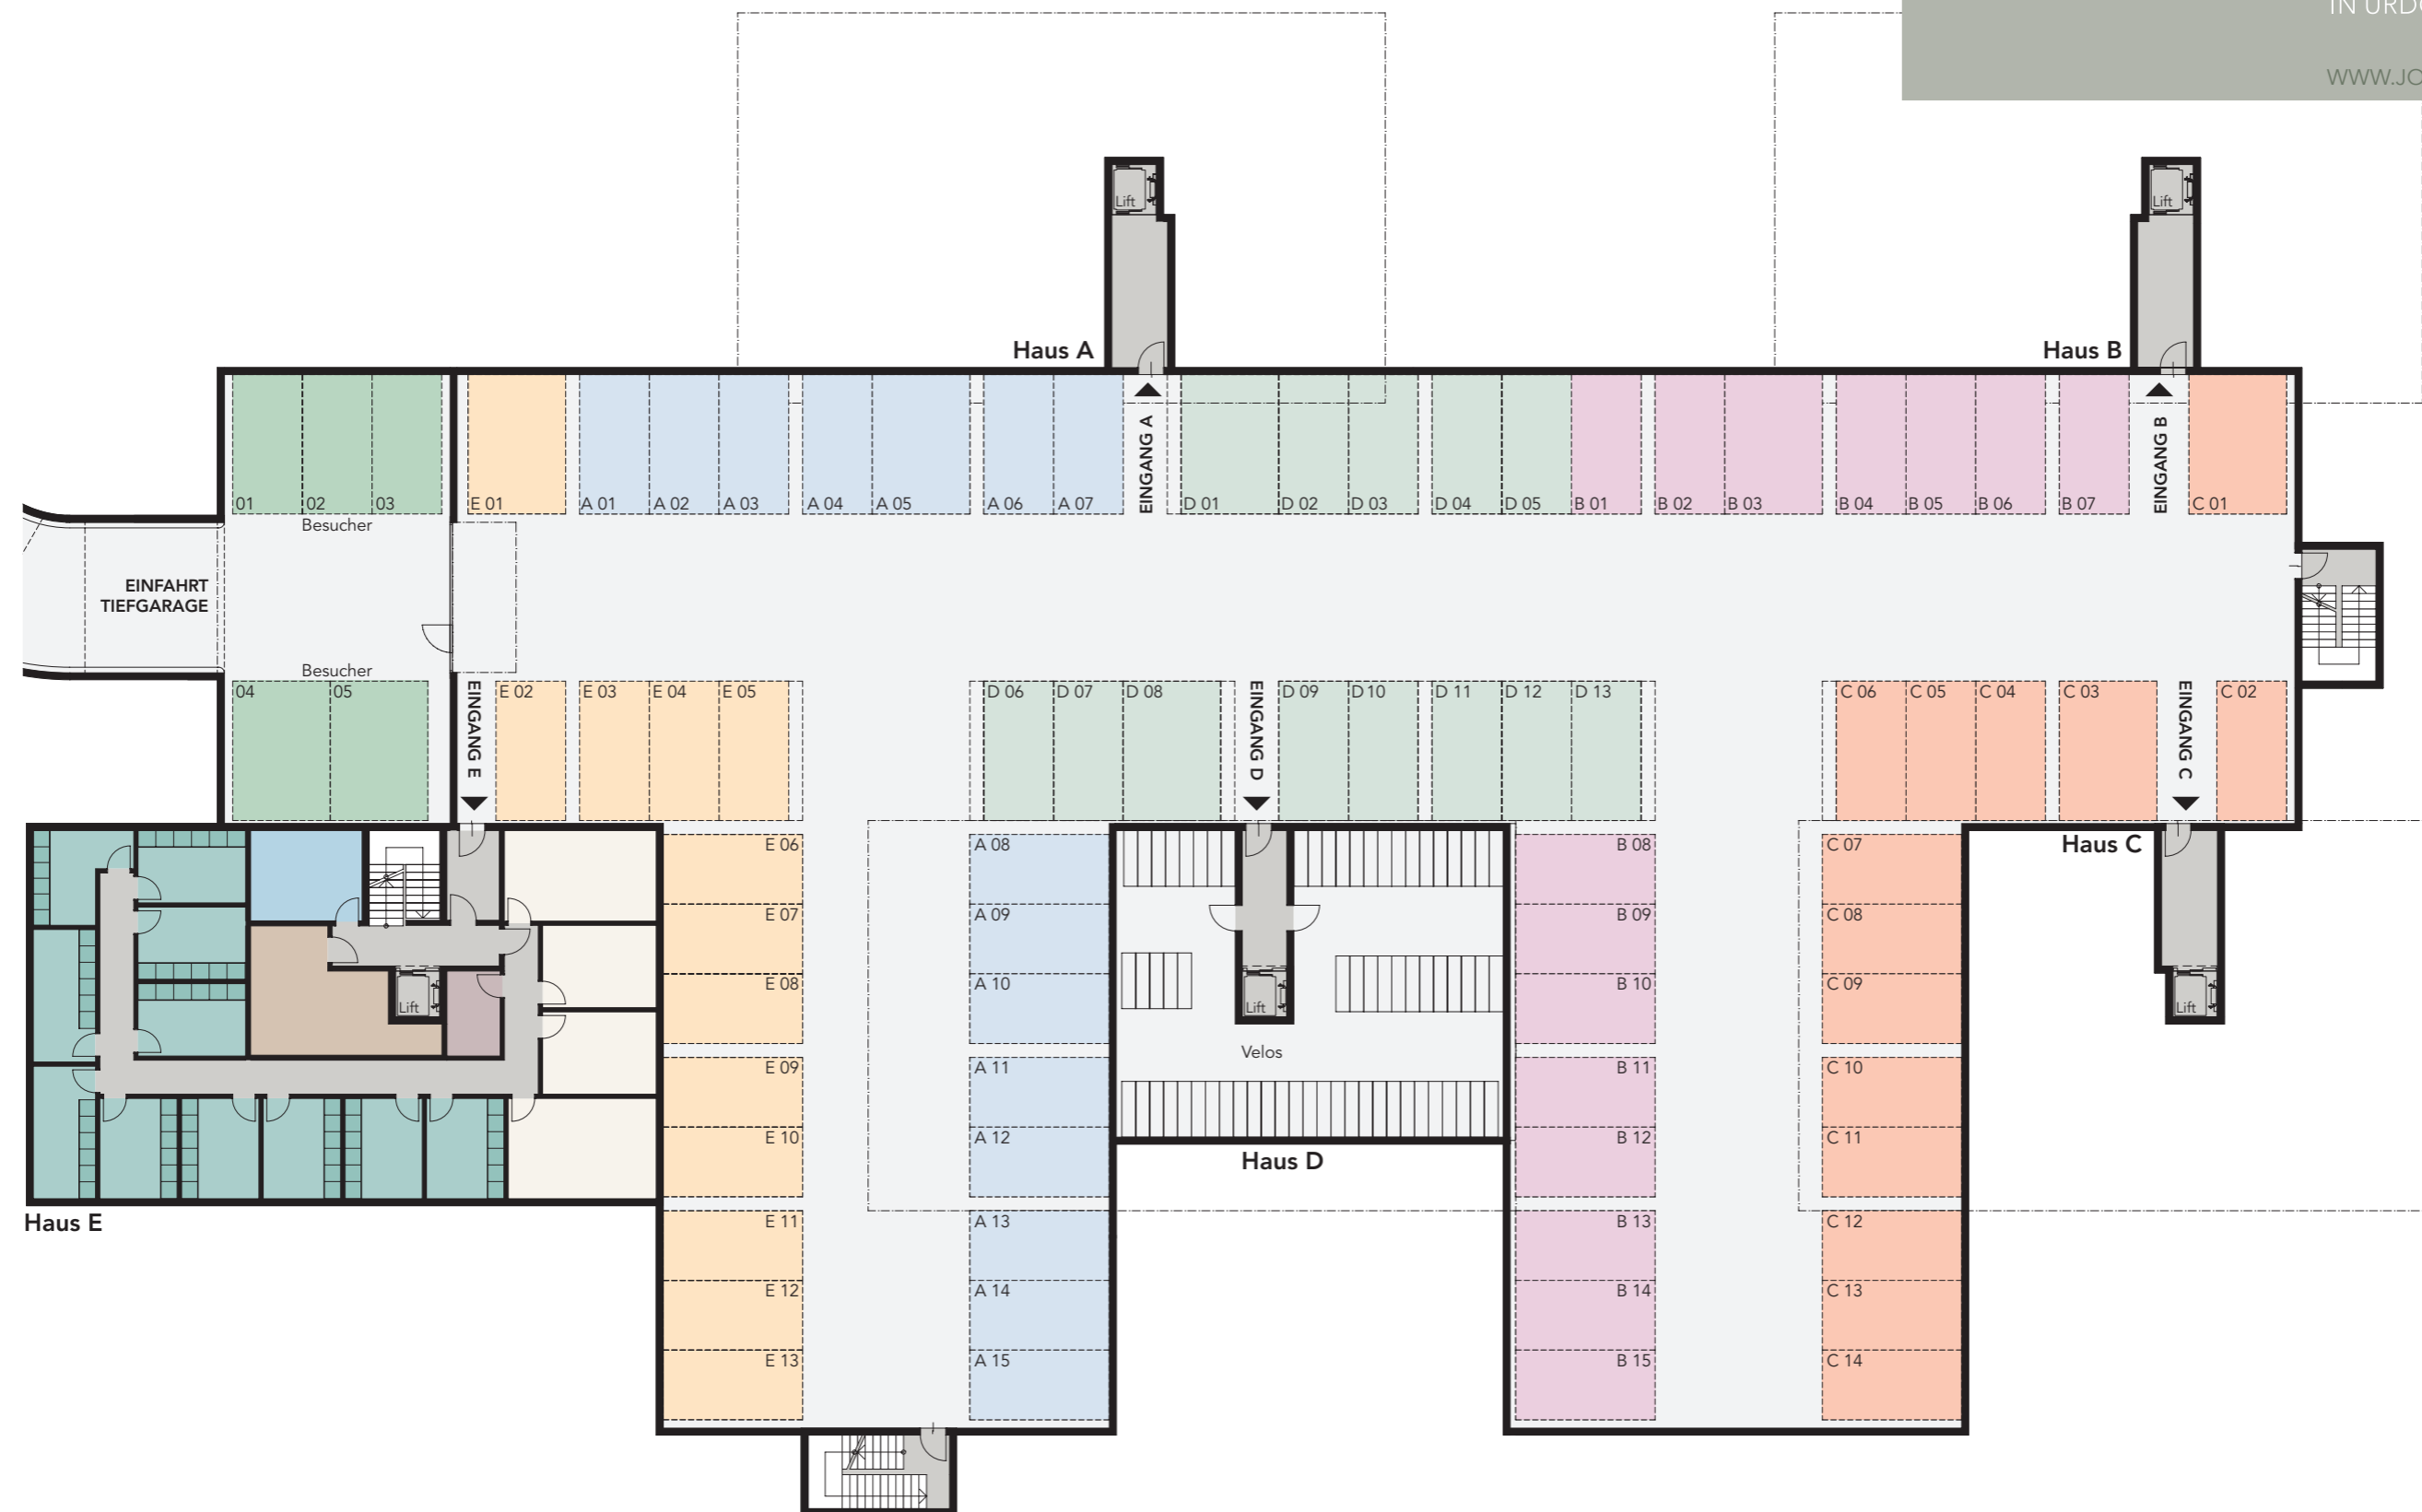 WWW.JO
Lift
Lift
Haus A
Haus B
EINGANG A
EINGANG B
01
02
03
E 01
A 01
A 02
A 03
A 04
A 05
A 06
A 07
D 01
D 02
D 03
D 04
D 05
B 01
B 02
B 03
B 04
B 05
B 06
B 07
C 01
Besucher
EINFAHRT
TIEFGARAGE
Besucher
04
05
EINGANG E
E 02
E 03
E 04
E 05
D 06
D 07
D 08
EINGANG D
D 09
D 10
D 11
D 12
D 13
C 06
C 05
C 04
C 03
EINGANG C
C 02
E 06
A 08
B 08
C 07
Haus C
E 07
A 09
B 09
C 08
E 08
A 10
B 10
C 09
Lift
Lift
Lift
Velos
E 09
A 11
B 11
C 10
E 10
A 12
B 12
C 11
Haus D
Haus E
E 11
A 13
B 13
C 12
E 12
A 14
B 14
C 13
E 13
A 15
B 15
C 14